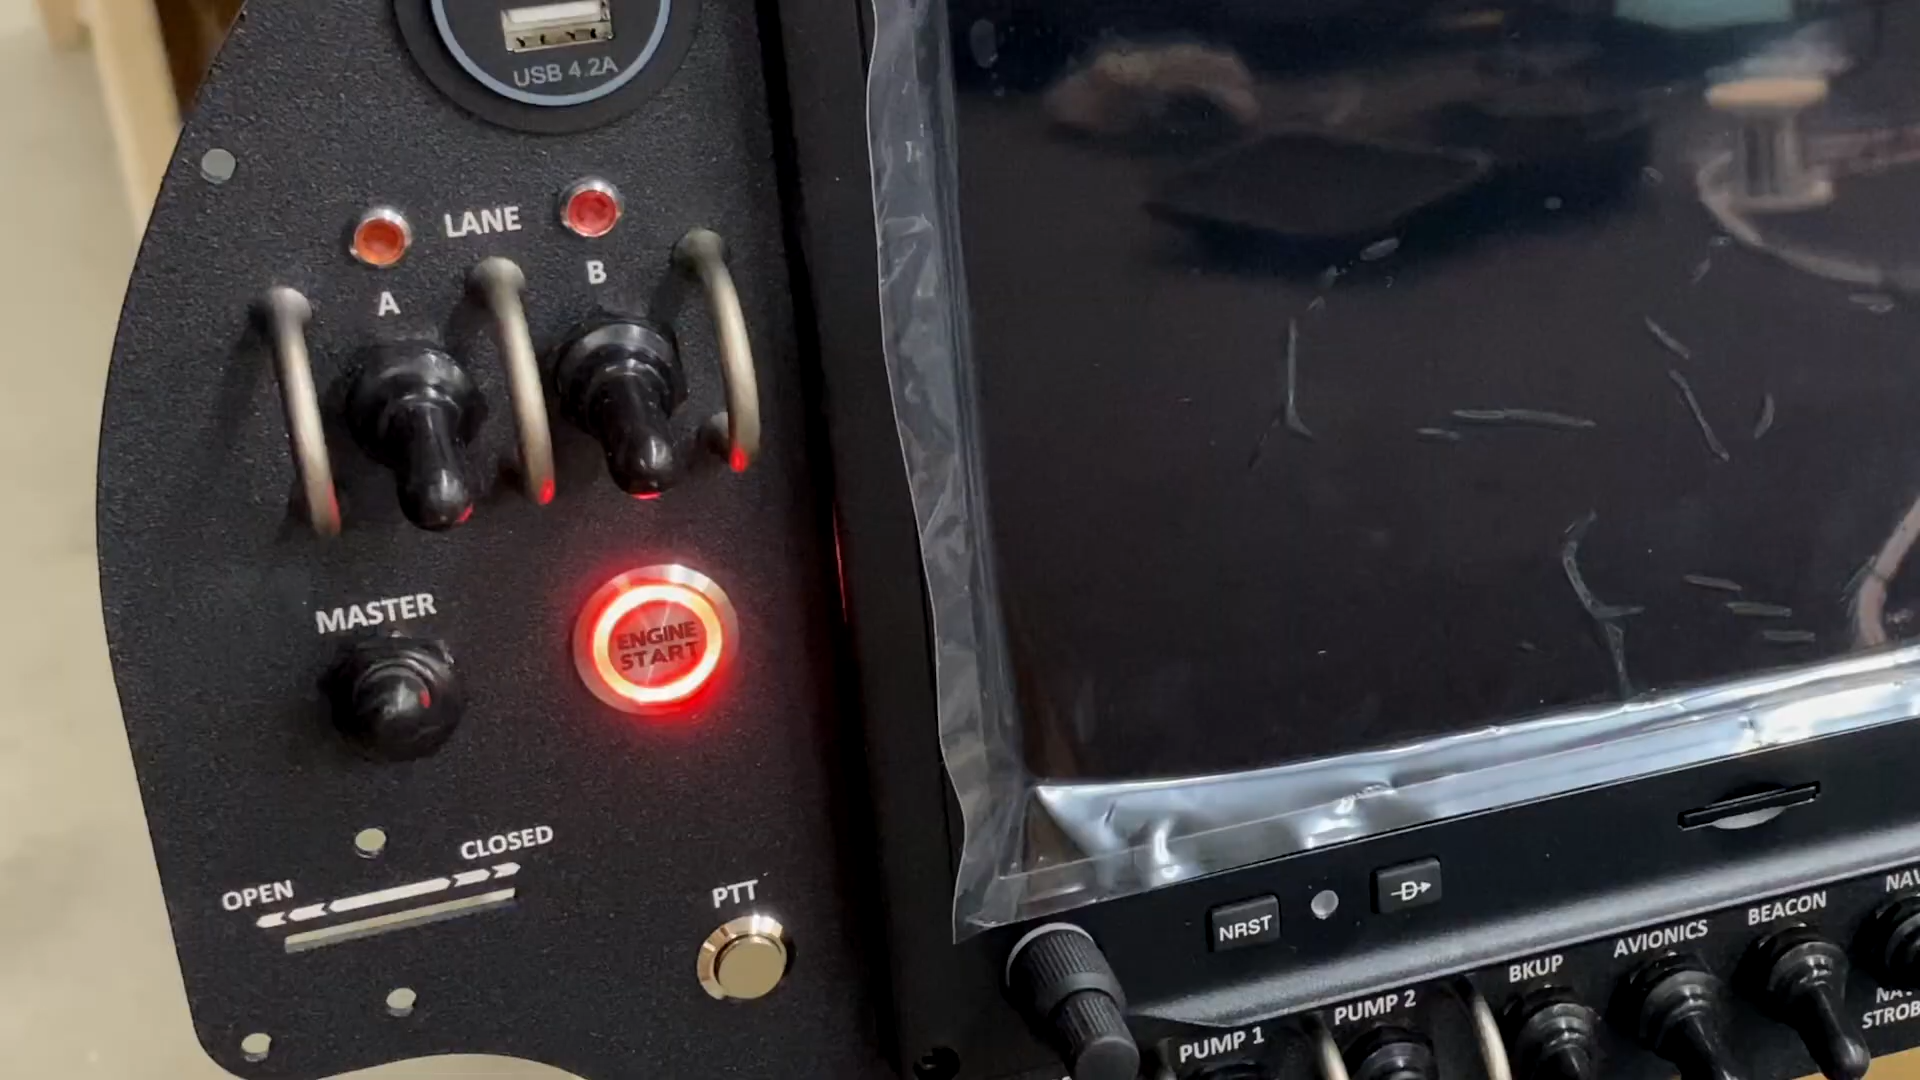 USB 4.2A
LANE
A
B
MASTER
ENGINE
START
CLOSED
OPEN
PTT
NRST
D
NAV
BEACON
AVIONICS
BKUP
PUMP 2
PUMP 1